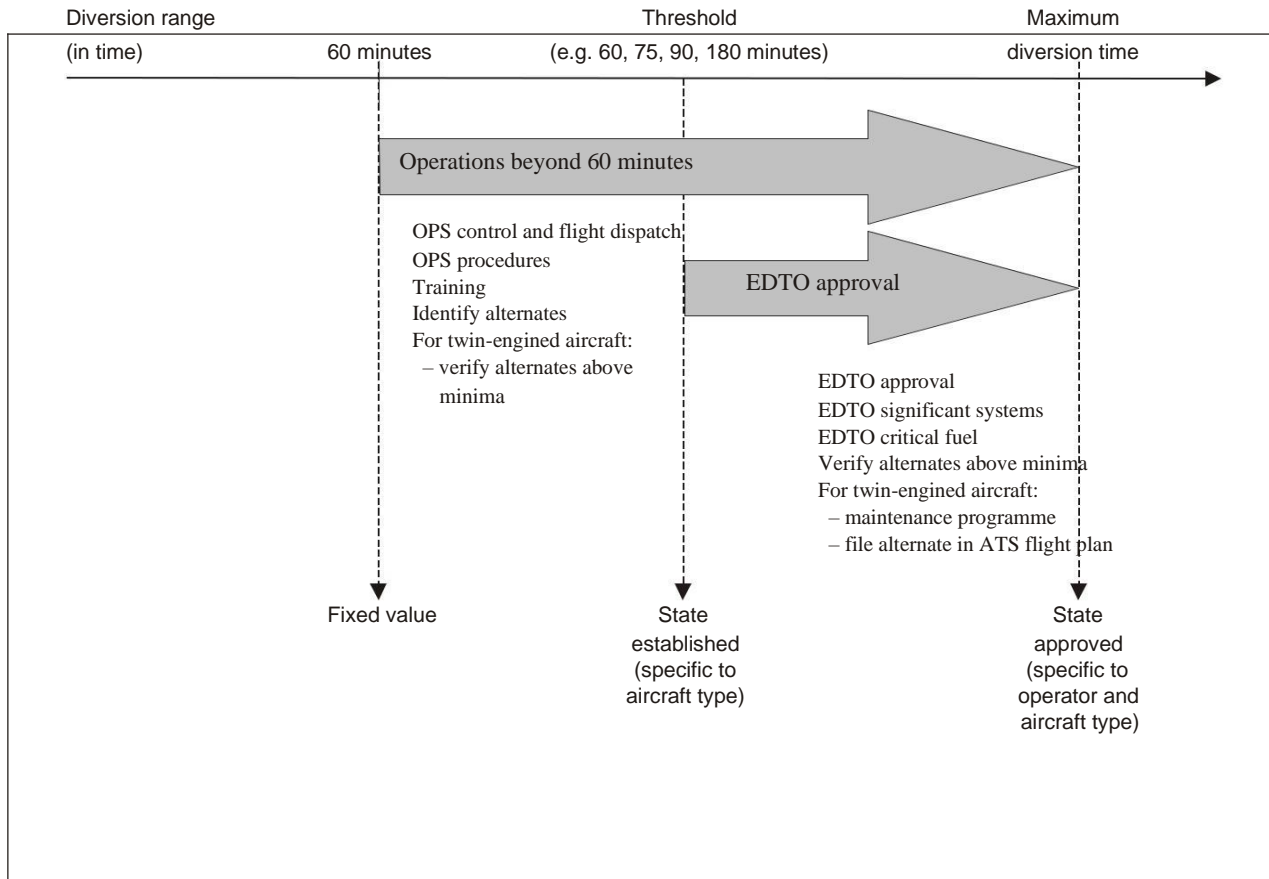 Diversion range
Threshold
Maximum
(in time)
60 minutes
(e.g. 60, 75, 90, 180 minutes)
diversion time
Operations beyond 60 minutes
OPS control and flight dispatch
OPS procedures
Training
Identify alternates
For twin-engined aircraft:
– verify alternates above
minima
EDTO approval
EDTO approval
EDTO significant systems
EDTO critical fuel
Verify alternates above minima
For twin-engined aircraft:
– maintenance programme
– file alternate in ATS flight plan
Fixed value
State
established
(specific to
aircraft type)
State
approved
(specific to
operator and
aircraft type)